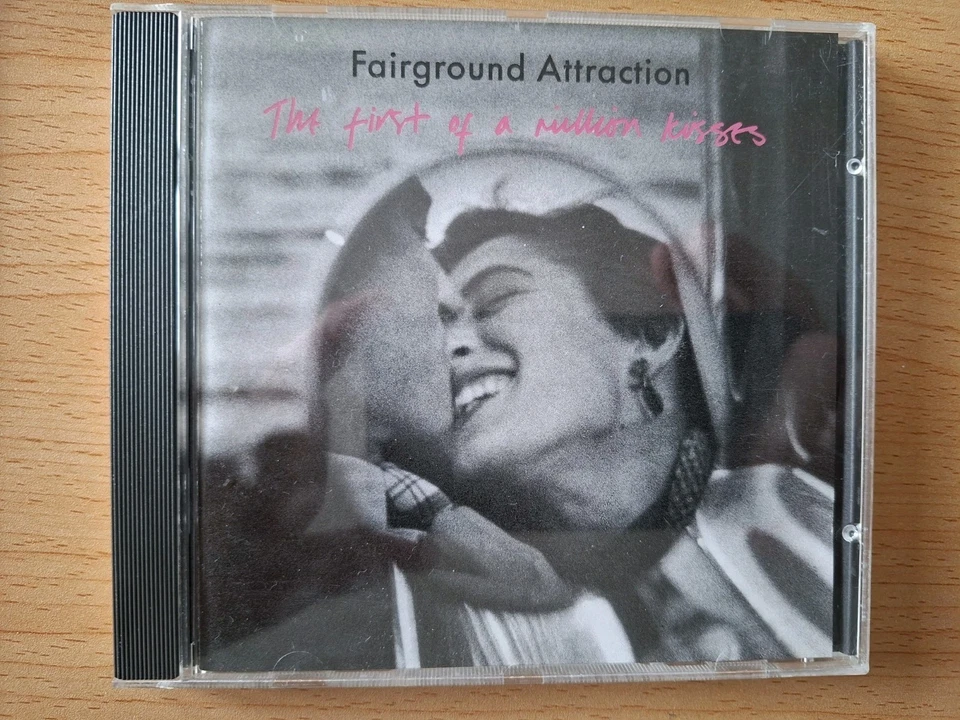 Fairground Attraction
The first of a million kisses